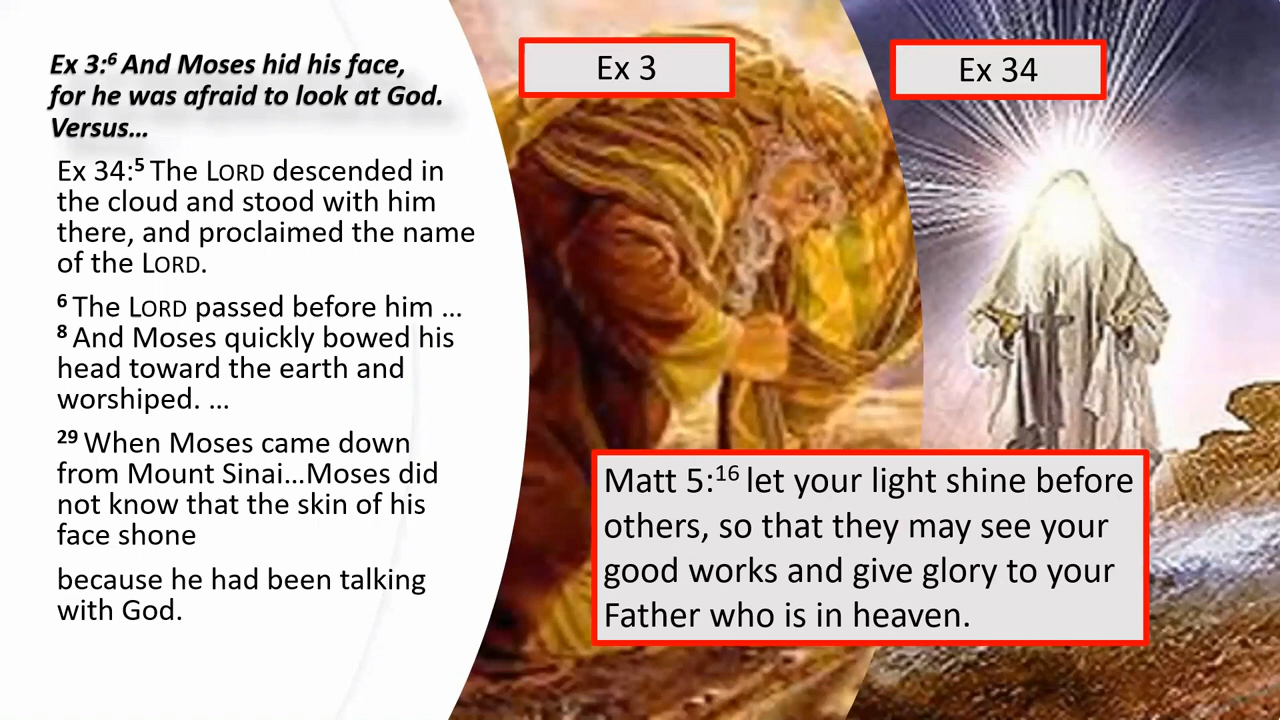 Ex 3:⁶ And Moses hid his face,
for he was afraid to look at God.
Versus…
Ex 34:⁵ The LORD descended in
the cloud and stood with him
there, and proclaimed the name
of the LORD.
⁶ The LORD passed before him …
⁸ And Moses quickly bowed his
head toward the earth and
worshiped. …
²⁹ When Moses came down
from Mount Sinai…Moses did
not know that the skin of his
face shone
because he had been talking
with God.
Ex 3
Ex 34
Matt 5:¹⁶ let your light shine before
others, so that they may see your
good works and give glory to your
Father who is in heaven.